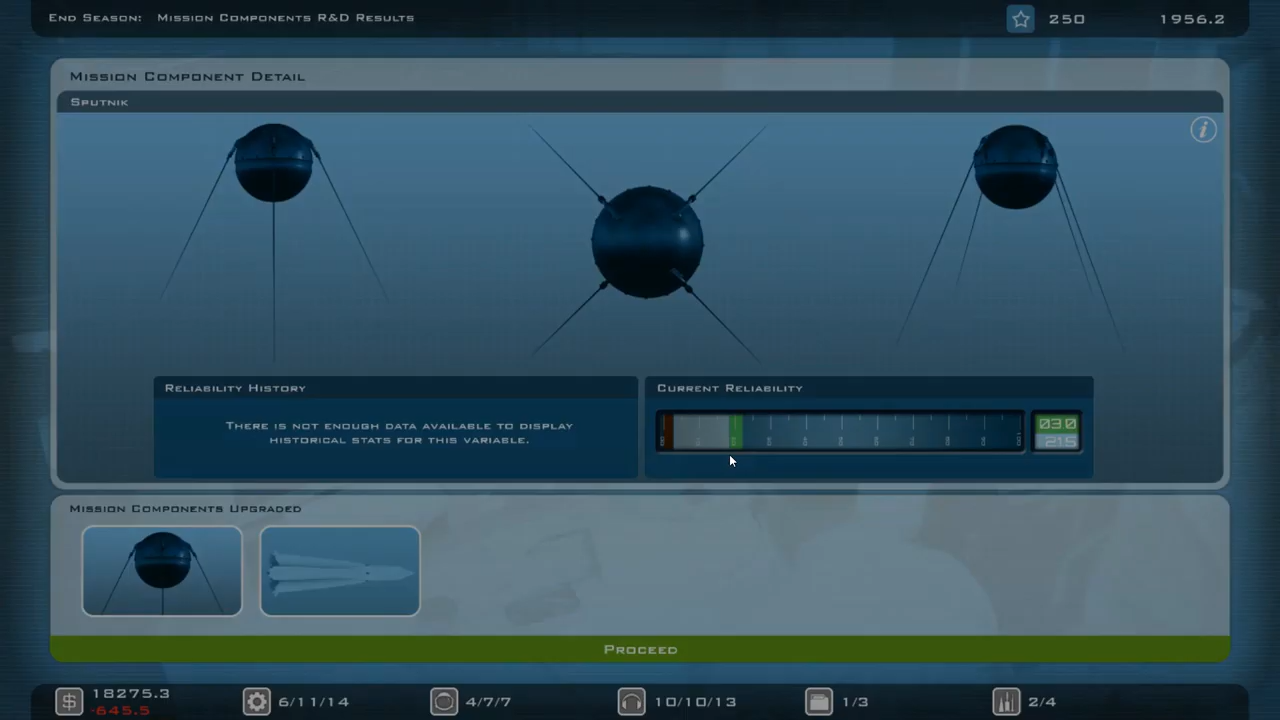 End Season: Mission Components R&D Results
250
1956.2
Mission Component Detail
Sputnik
i
Reliability History
There is not enough data available to display
historical stats for this variable.
Current Reliability
03.0
21.5
Mission Components Upgraded
Proceed
$
18275.3
-645.5
6/11/14
4/7/7
10/10/13
1/3
2/4